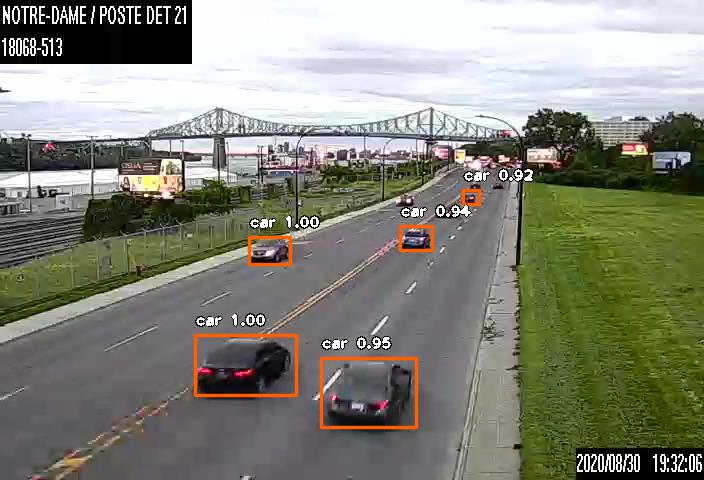 NOTRE-DAME / POSTE DET 21
18068-513
car 0.92
car 0.94
car 1.00
car 1.00
car 0.95
2020/08/30 19:32:06